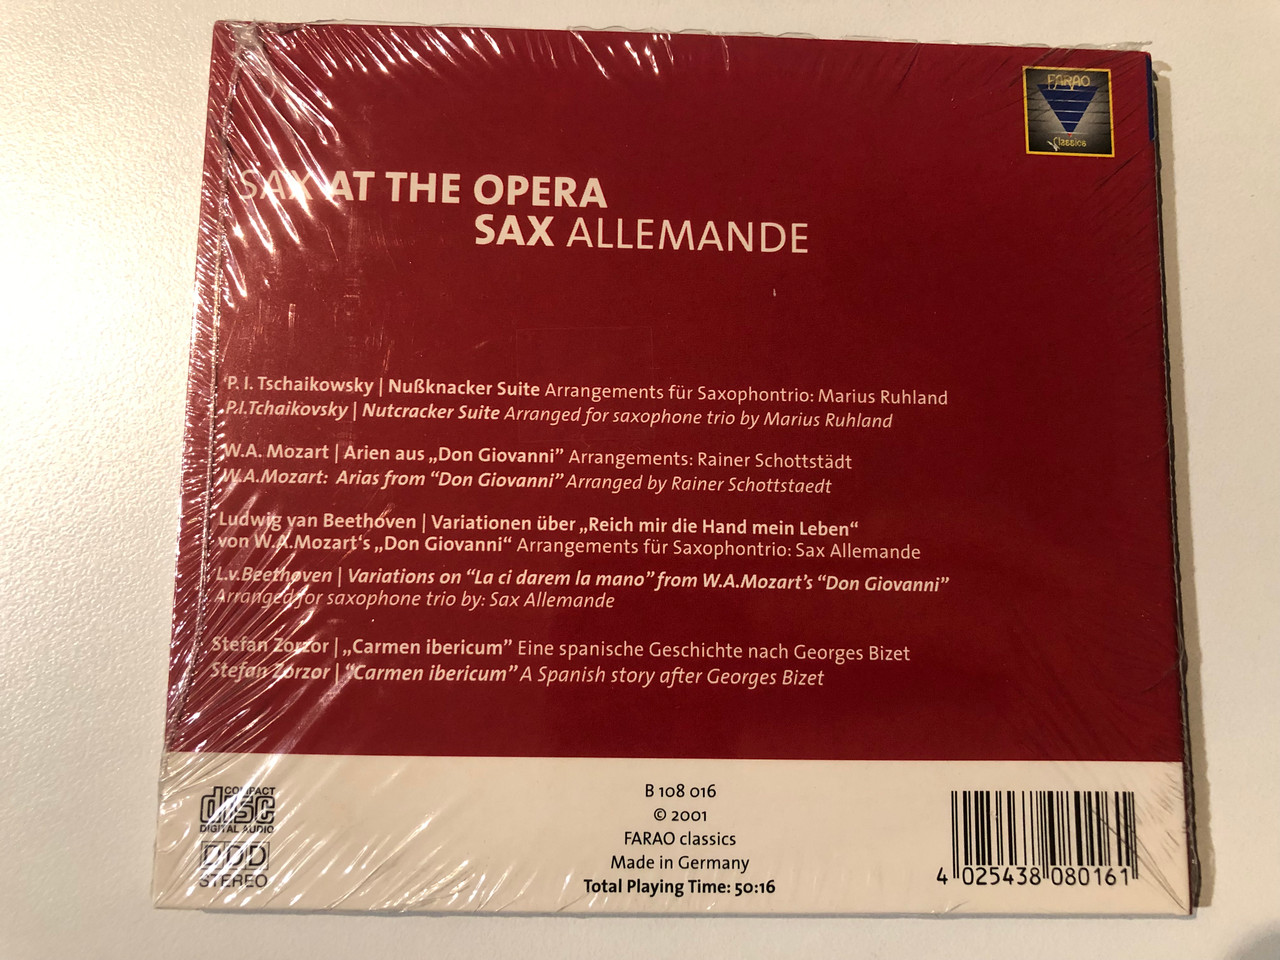 FARAO
Classics
SAX AT THE OPERA
SAX ALLEMANDE
P. I. Tschaikowsky | Nußknacker Suite Arrangements für Saxophontrio: Marius Ruhland
P.I.Tchaikovsky | Nutcracker Suite Arranged for saxophone trio by Marius Ruhland
W.A. Mozart | Arien aus „Don Giovanni” Arrangements: Rainer Schottstädt
W.A.Mozart: Arias from “Don Giovanni” Arranged by Rainer Schottstaedt
Ludwig van Beethoven | Variationen über „Reich mir die Hand mein Leben“
von W.A.Mozart‘s „Don Giovanni“ Arrangements für Saxophontrio: Sax Allemande
L.v.Beethoven | Variations on “La ci darem la mano” from W.A.Mozart’s “Don Giovanni”
Arranged for saxophone trio by: Sax Allemande
Stefan Zorzor | „Carmen ibericum” Eine spanische Geschichte nach Georges Bizet
Stefan Zorzor | “Carmen ibericum” A Spanish story after Georges Bizet
COMPACT
disc
DIGITAL AUDIO
DDD
STEREO
B 108 016
© 2001
FARAO classics
Made in Germany
Total Playing Time: 50:16
4 025438 080161